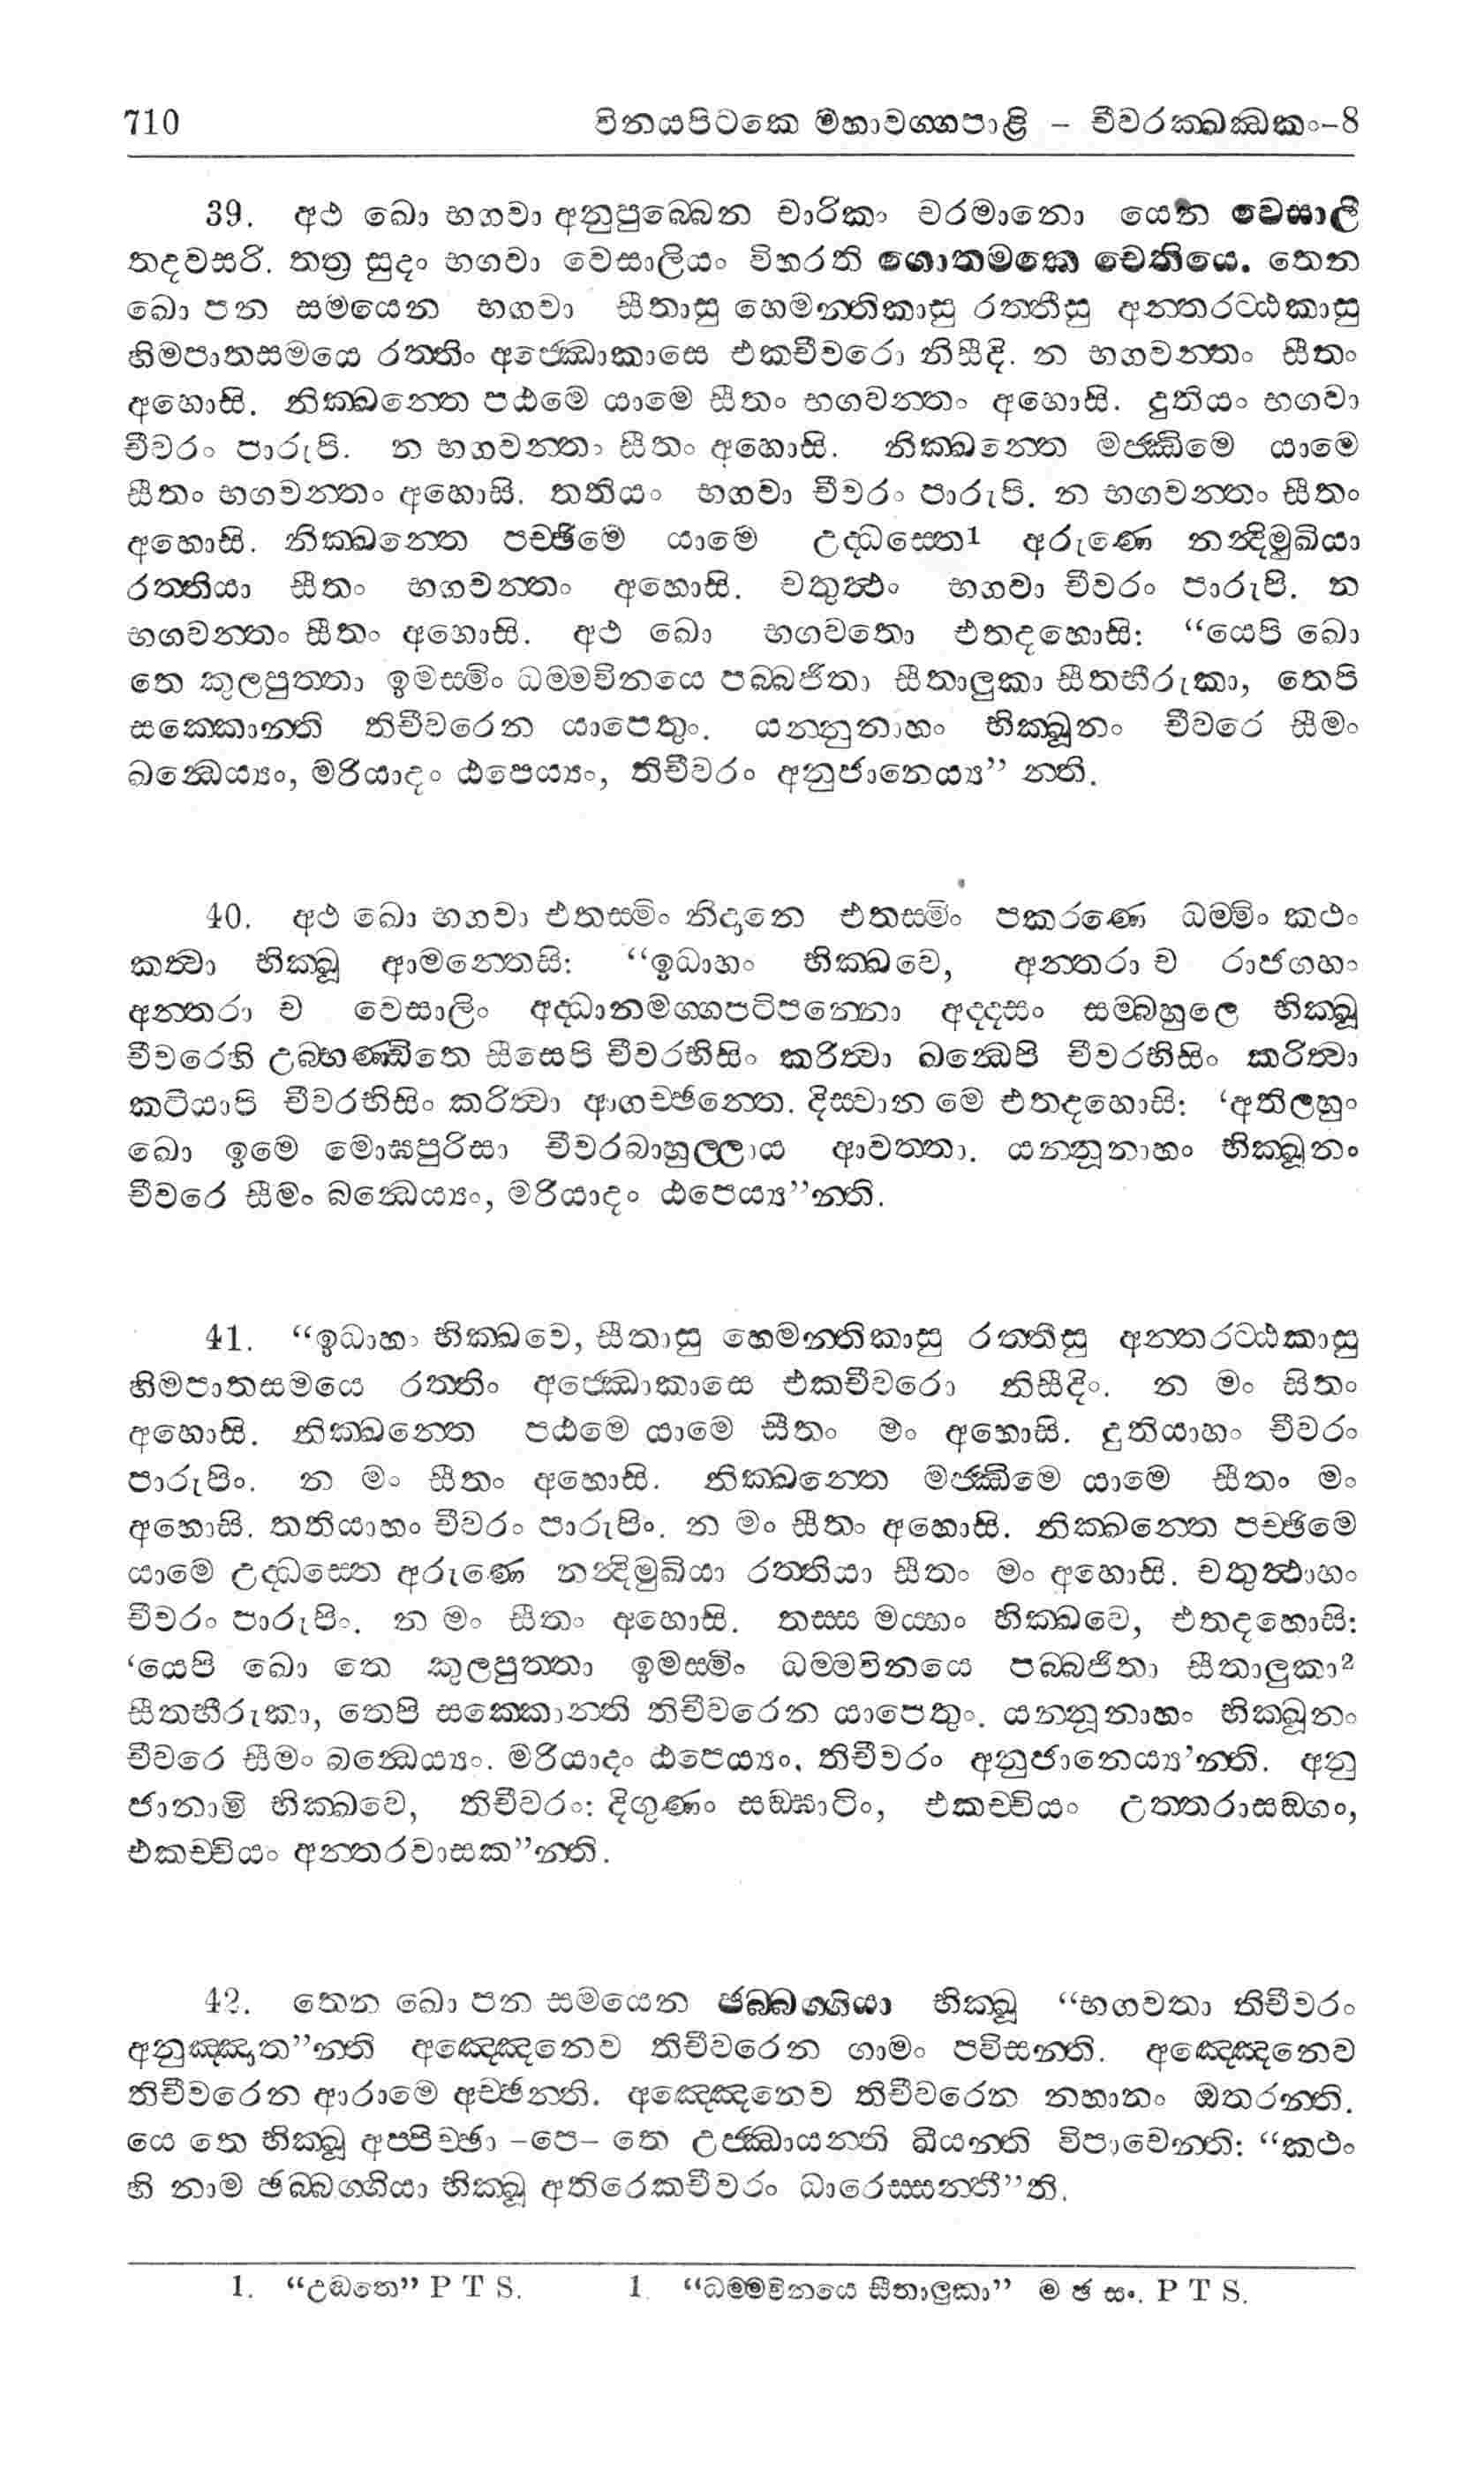 710 විනයපිටකෙ මහාවග්ගපාළි – චීවරක්ඛන්ධකං–8
39. අථ ඛො භගවා අනුපුබ්බෙන චාරිකං චරමානො යෙන වෙසාලී
තදවසරි. තත්‍ර සුදං භගවා වෙසාලියං විහරති ගොතමකෙ චෙතියෙ. තෙන
ඛො පන සමයෙන භගවා සීතාසු හෙමන්තිකාසු රත්තීසු අන්තරට්ඨකාසු
හිමපාතසමයෙ රත්තිං අජ්ඣොකාසෙ එකචීවරො නිසීදි. න භගවන්තං සීතං
අහොසි. නික්ඛන්තෙ පඨමෙ යාමෙ සීතං භගවන්තං අහොසි. දුතියං භගවා
චීවරං පාරුපි. න භගවන්තං සීතං අහොසි. නික්ඛන්තෙ මජ්ඣිමෙ යාමෙ
සීතං භගවන්තං අහොසි. තතියං භගවා චීවරං පාරුපි. න භගවන්තං සීතං
අහොසි. නික්ඛන්තෙ පච්ඡිමෙ යාමෙ උද්ධස්තෙ1 අරුණෙ නන්දිමුඛියා
රත්තියා සීතං භගවන්තං අහොසි. චතුත්ථං භගවා චීවරං පාරුපි. න
භගවන්තං සීතං අහොසි. අථ ඛො භගවතො එතදහොසි: “යෙපි ඛො
තෙ කුලපුත්තා ඉමස්මිං ධම්මවිනයෙ පබ්බජිතා සීතාලුකා සීතභීරුකා, තෙපි
සක්කොන්ති තිචීවරෙන යාපෙතුං. යන්නුනාහං භික්ඛූනං චීවරෙ සීමං
ඛන්ධෙය්‍යං, මරියාදං ඨපෙය්‍යං, තිචීවරං අනුජානෙය්‍ය” න්ති.
40. අථ ඛො භගවා එතස්මිං නිදානෙ එතස්මිං පකරණෙ ධම්මිං කථං
කත්‍වා භික්ඛූ ආමන්තෙසි: “ඉධාහං භික්ඛවෙ, අන්තරා ච රාජගහං
අන්තරා ච වෙසාලිං අද්ධානමග්ගපටිපන්නො අද්දසං සම්බහුලෙ භික්ඛූ
චීවරෙහි උබ්භණ්ඩිතෙ සීසෙපි චීවරභිසිං කරිත්‍වා ඛන්ධෙපි චීවරභිසිං කරිත්‍වා
කටියාපි චීවරභිසිං කරිත්‍වා ආගච්ඡන්තෙ. දිස්වාන මෙ එතදහොසි: ‘අතිලහුං
ඛො ඉමෙ මොඝපුරිසා චීවරබාහුල්ලාය ආවත්තා. යන්නූනාහං භික්ඛූනං
චීවරෙ සීමං බන්ධෙය්‍යං, මරියාදං ඨපෙය්‍ය”න්ති.
41. “ඉධාහං භික්ඛවෙ, සීතාසු හෙමන්තිකාසු රත්තීසු අන්තරට්ඨකාසු
හිමපාතසමයෙ රත්තිං අජ්ඣොකාසෙ එකචීවරො නිසීදිං. න මං සිතං
අහොසි. නික්ඛන්තෙ පඨමෙ යාමෙ සීතං මං අහොසි. දුතියාහං චීවරං
පාරුපිං. න මං සීතං අහොසි. නික්ඛන්තෙ මජ්ඣිමෙ යාමෙ සීතං මං
අහොසි. තතියාහං චීවරං පාරුපිං. න මං සීතං අහොසි. නික්ඛන්තෙ පච්ඡිමෙ
යාමෙ උද්ධස්තෙ අරුණෙ නන්දිමුඛියා රත්තියා සීතං මං අහොසි. චතුත්ථාහං
චීවරං පාරුපිං. න මං සීතං අහොසි. තස්ස මය්හං භික්ඛවෙ, එතදහොසි:
‘යෙපි ඛො තෙ කුලපුත්තා ඉමස්මිං ධම්මවිනයෙ පබ්බජිතා සීතාලුකා2
සීතභීරුකා, තෙපි සක්කොන්ති තිචීවරෙන යාපෙතුං. යන්නූනාහං භික්ඛූනං
චීවරෙ සීමං බන්ධෙය්‍යං. මරියාදං ඨපෙය්‍යං, තිචීවරං අනුජානෙය්‍ය’න්ති. අනු
ජානාමි භික්ඛවෙ, තිචීවරං: දිගුණං සඞ්ඝාටිං, එකච්චියං උත්තරාසඞ්ගං,
එකච්චියං අන්තරවාසක”න්ති.
42. තෙන ඛො පන සමයෙන ඡබ්බග්ගියා භික්ඛූ “භගවතා තිචීවරං
අනුඤ්ඤාත”න්ති අඤ්ඤෙනෙව තිචීවරෙන ගාමං පවිසන්ති. අඤ්ඤෙනෙව
තිචීවරෙන ආරාමෙ අච්ඡන්ති. අඤ්ඤෙනෙව තිචීවරෙන නහානං ඔතරන්ති.
යෙ තෙ භික්ඛූ අප්පිච්ඡා –පෙ– තෙ උජ්ඣායන්ති ඛීයන්ති විපාචෙන්ති: “කථං
හි නාම ඡබ්බග්ගියා භික්ඛූ අතිරෙකචීවරං ධාරෙස්සන්තී”ති.
1. “උඬතෙ” P T S. 1 “ධම්මවිනයෙ සීතාලුකා” ම ඡ සං. P T S.